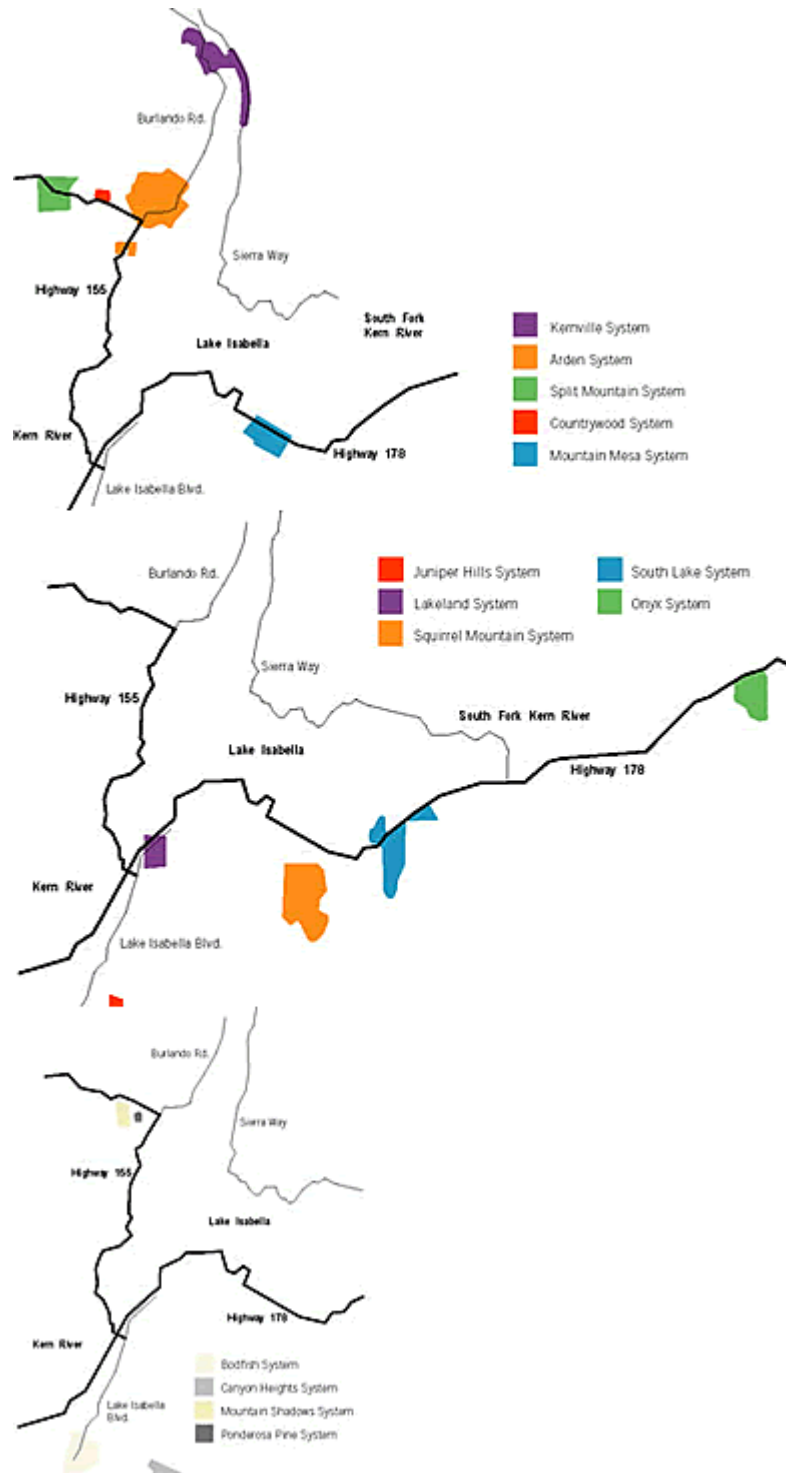 Burlando Rd.
Sierra Way
Highway 155
South Fork
Kern River
Lake Isabella
Kern River
Highway 178
Lake Isabella Blvd.
Kernville System
Arden System
Split Mountain System
Countrywood System
Mountain Mesa System
Burlando Rd.
Juniper Hills System
Lakeland System
Squirrel Mountain System
South Lake System
Onyx System
Sierra Way
Highway 155
South Fork Kern River
Lake Isabella
Highway 178
Kern River
Lake Isabella Blvd.
Burlando Rd.
Sierra Way
Highway 155
Lake Isabella
Highway 178
Kern River
Lake Isabella
Blvd.
Bodfish System
Canyon Heights System
Mountain Shadows System
Ponderosa Pine System